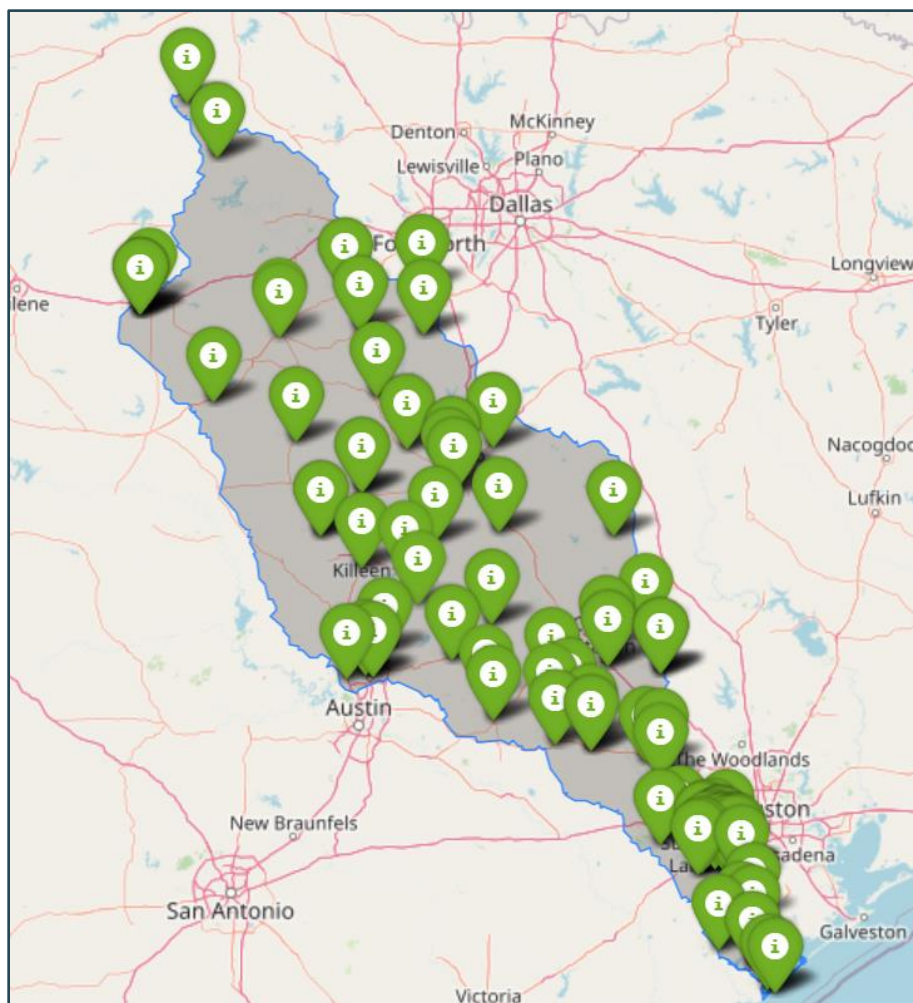 Denton
McKinney
Lewisville
Plano
Dallas
Longview
lene
Tyler
Nacogdoc
Lufkin
Killeen
Austin
The Woodlands
New Braunfels
San Antonio
Galveston
Victoria